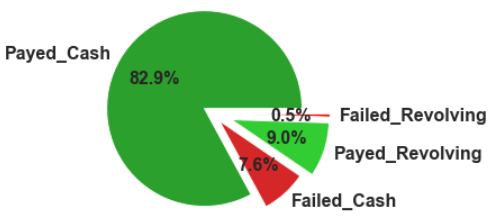 Payed_Cash
82.9%
0.5%
Failed_Revolving
9.0%
Payed_Revolving
7.6%
Failed_Cash